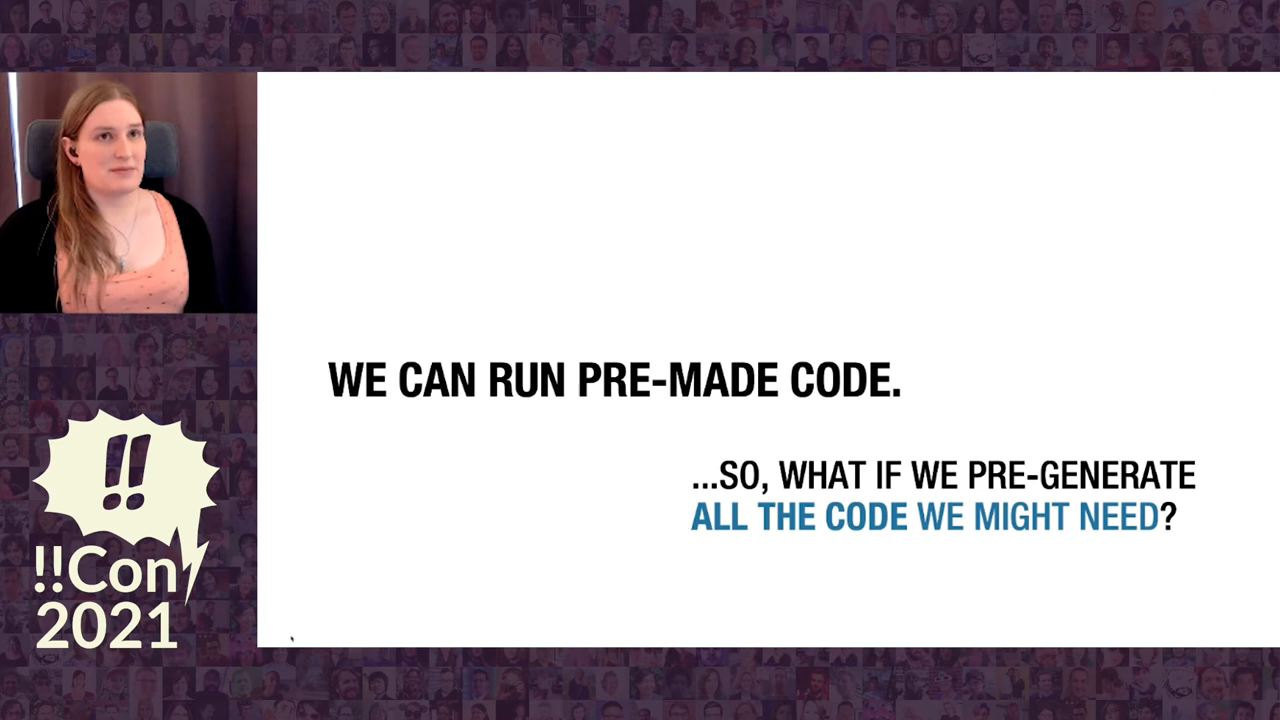 WE CAN RUN PRE-MADE CODE.
...SO, WHAT IF WE PRE-GENERATE
ALL THE CODE WE MIGHT NEED?
!!
!!Con
2021